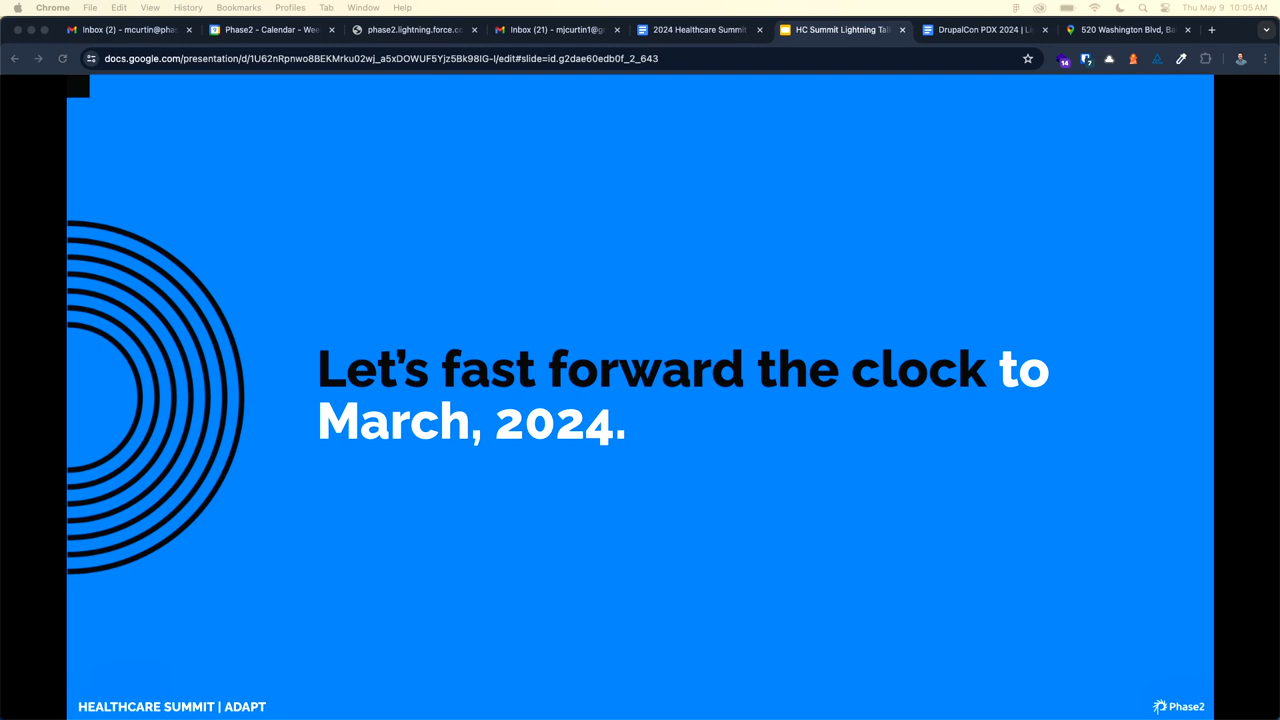 Chrome File Edit View History Bookmarks Profiles Tab Window Help Thu May 9 10:05 AM
Inbox (2) - mcurtin@pha Phase2 - Calendar - Wee phase2.lightning.force.c Inbox (21) - mjcurtin1@g 2024 Healthcare Summit HC Summit Lightning Tal DrupalCon PDX 2024 | Li 520 Washington Blvd, Ba
docs.google.com/presentation/d/1U62nRpnwo8BEKMrku02wj_a5xDOWUF5Yjz5Bk98IG-I/edit#slide=id.g2dae60edb0f_2_643
14 7
Let’s fast forward the clock to
March, 2024.
HEALTHCARE SUMMIT | ADAPT
Phase2